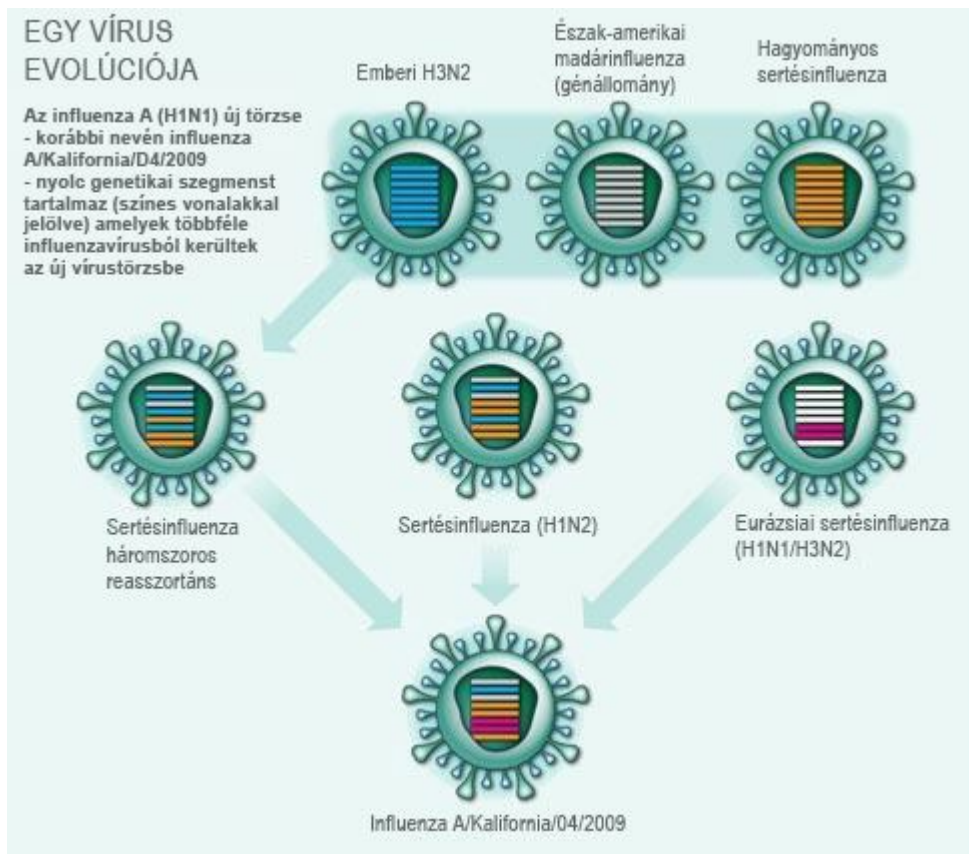 EGY VÍRUS
EVOLÚCIÓJA
Az influenza A (H1N1) új törzse
- korábbi nevén influenza
A/Kalifornia/D4/2009
- nyolc genetikai szegmenst
tartalmaz (színes vonalakkal
jelölve) amelyek többféle
influenzavírusból kerültek
az új vírustörzsbe
Emberi H3N2
Észak-amerikai
madárinfluenza
(génállomány)
Hagyományos
sertésinfluenza
Sertésinfluenza
háromszoros
reasszortáns
Sertésinfluenza (H1N2)
Eurázsiai sertésinfluenza
(H1N1/H3N2)
Influenza A/Kalifornia/04/2009